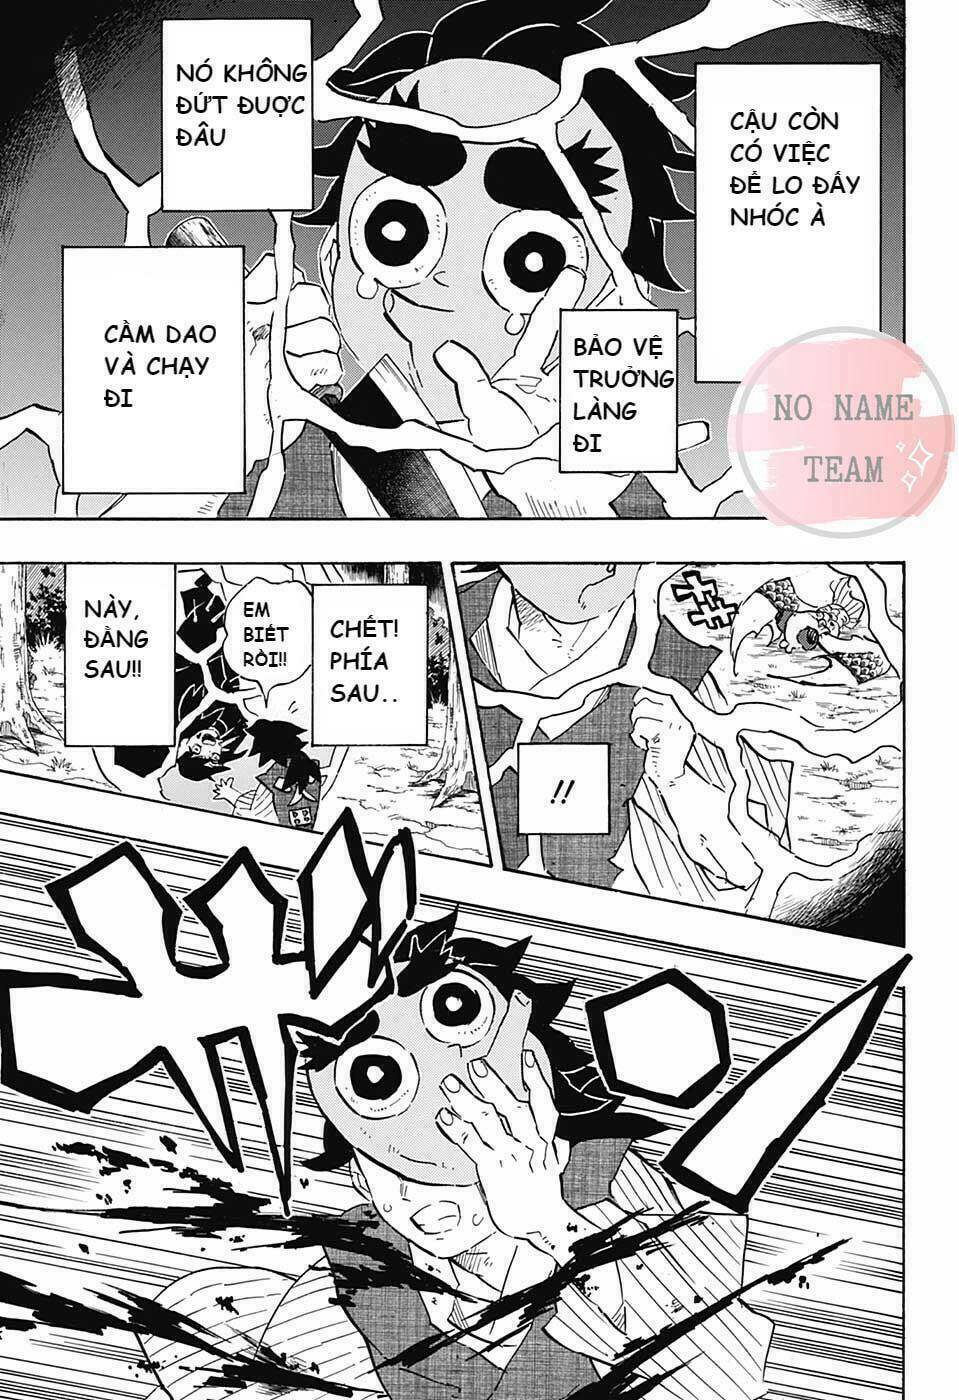 CẬU CÒN
CÓ VIỆC
ĐỂ LO ĐẤY
NHÓC À
NÓ KHÔNG
ĐỨT ĐƯỢC
ĐÂU
BẢO VỆ
TRƯỞNG
LÀNG
ĐI
CẦM DAO
VÀ CHẠY
ĐI
NO NAME
TEAM
!!
CHẾT!
PHÍA
SAU..
EM
BIẾT
RỒI!!
NÀY,
ĐẰNG
SAU!!